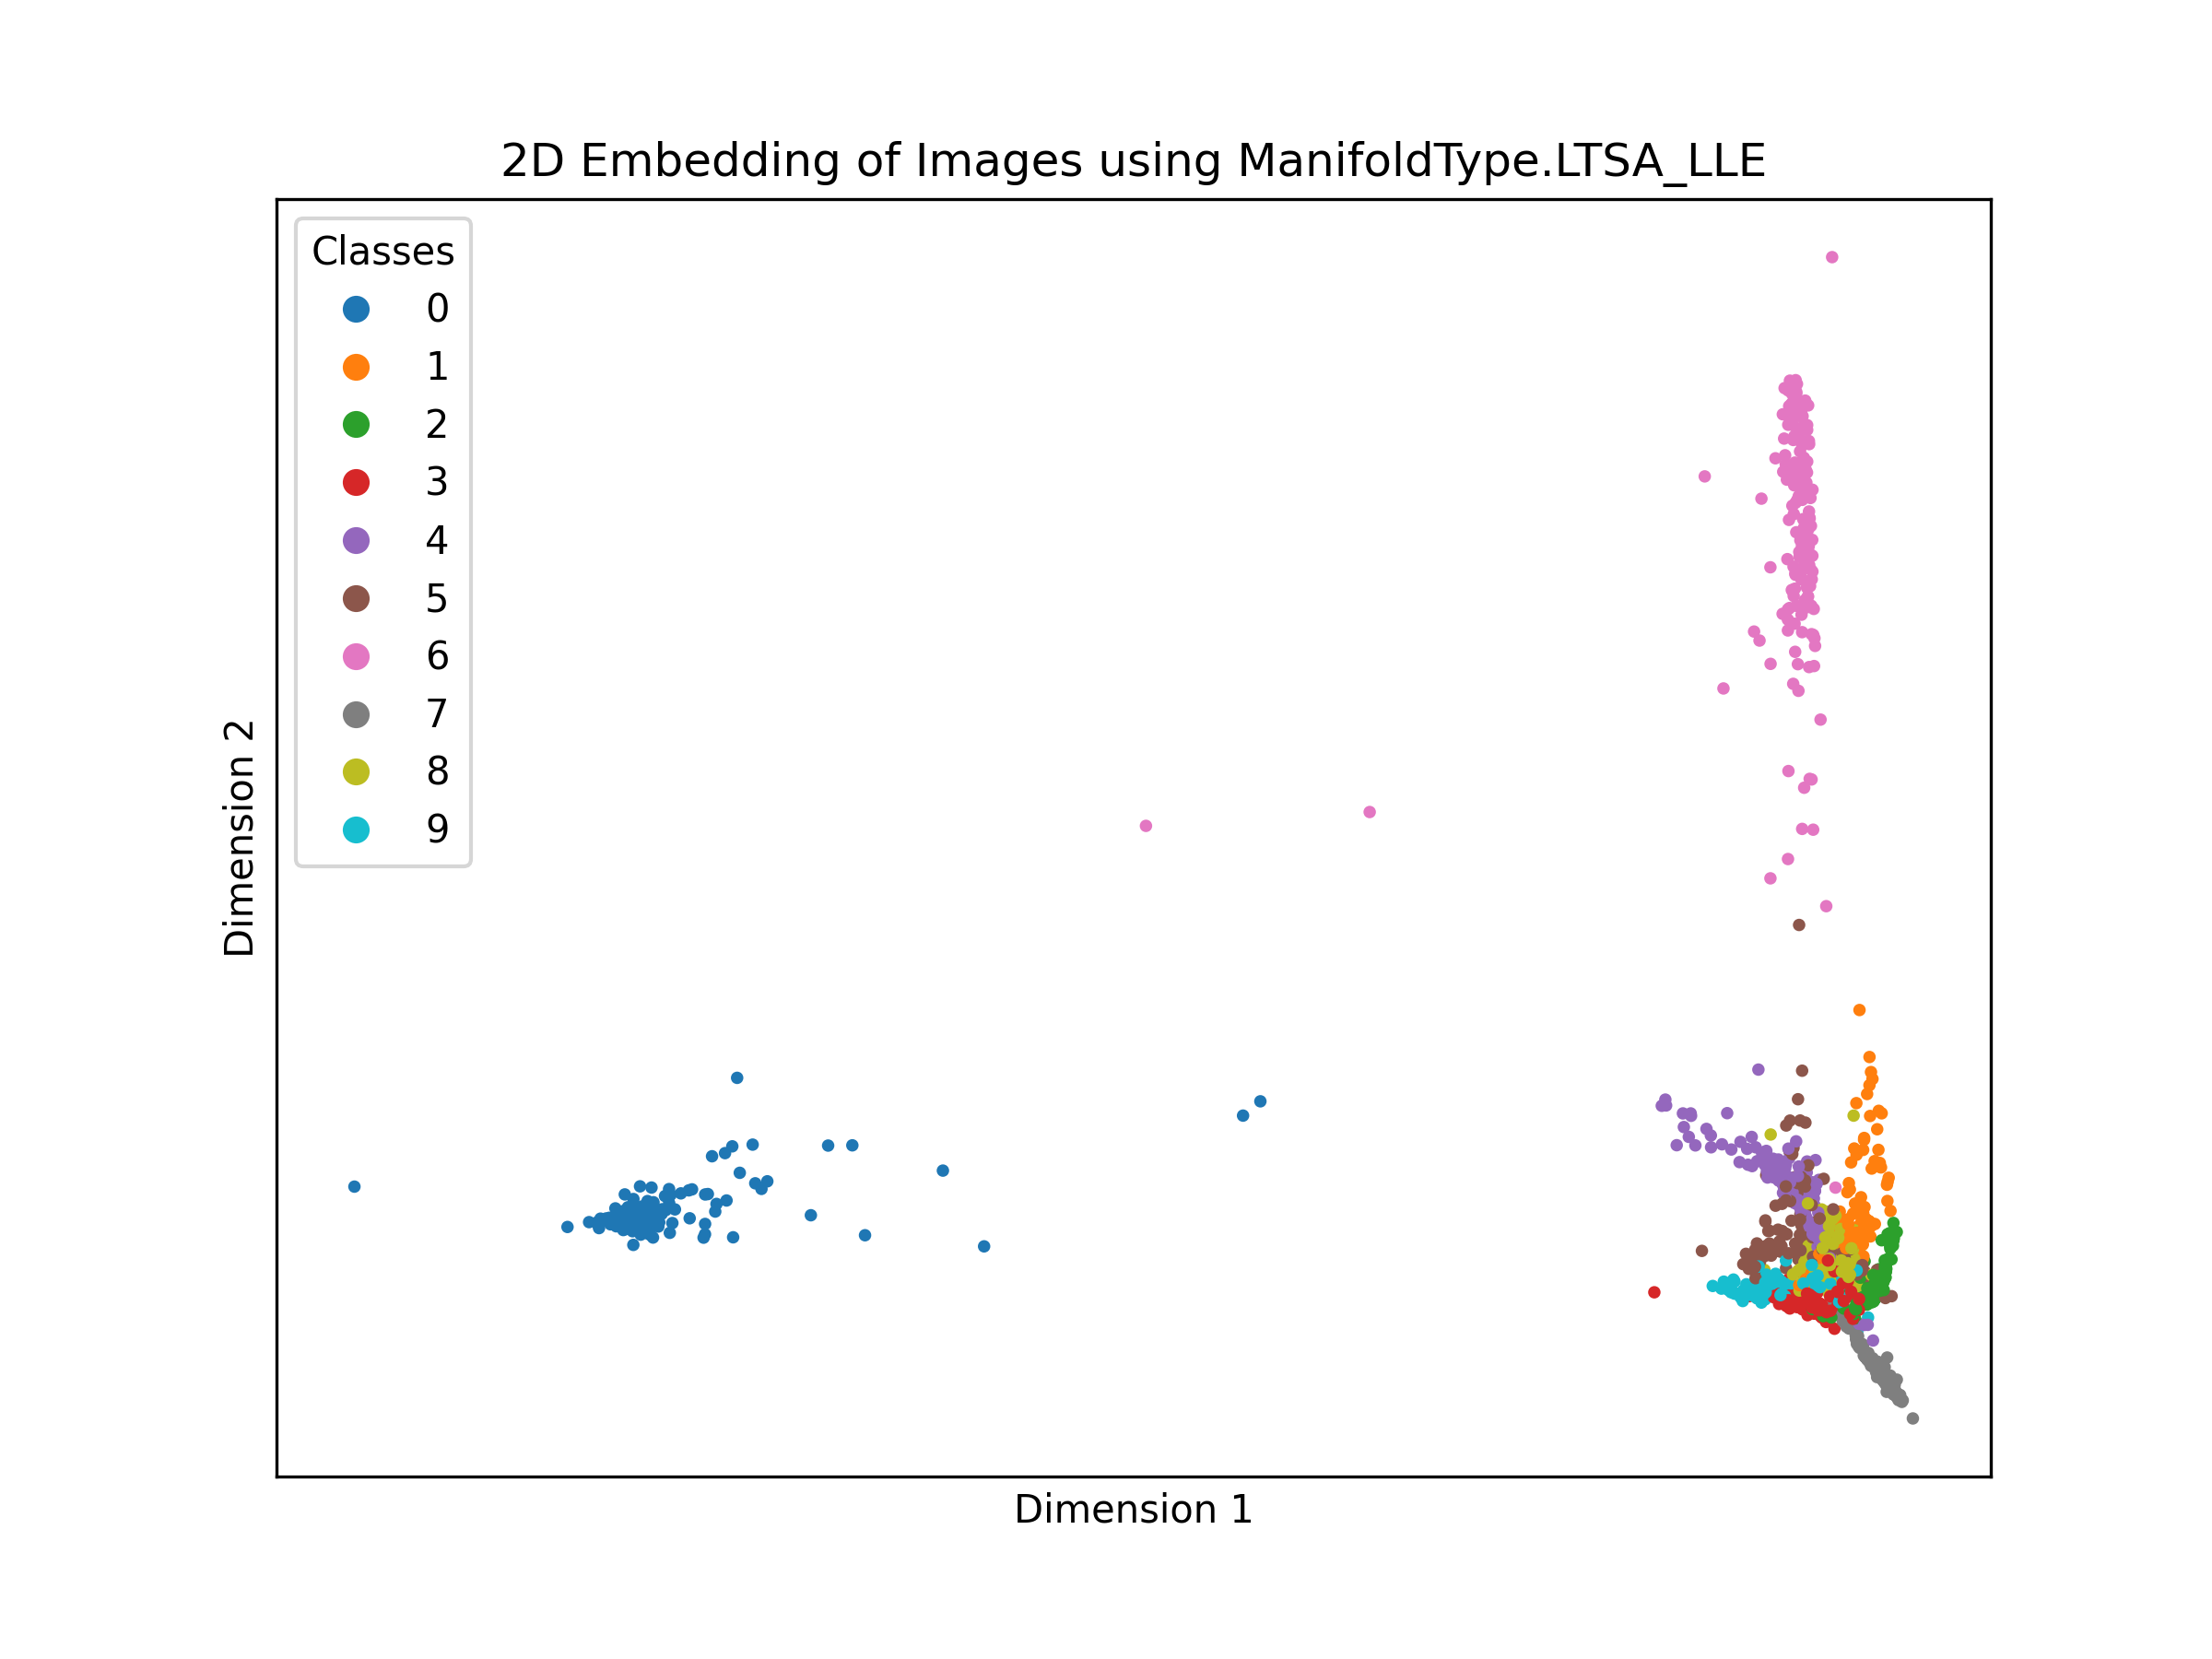 2D Embedding of Images using ManifoldType.LTSA_LLE
Classes
0
1
2
3
4
5
6
7
8
9
Dimension 2
Dimension 1